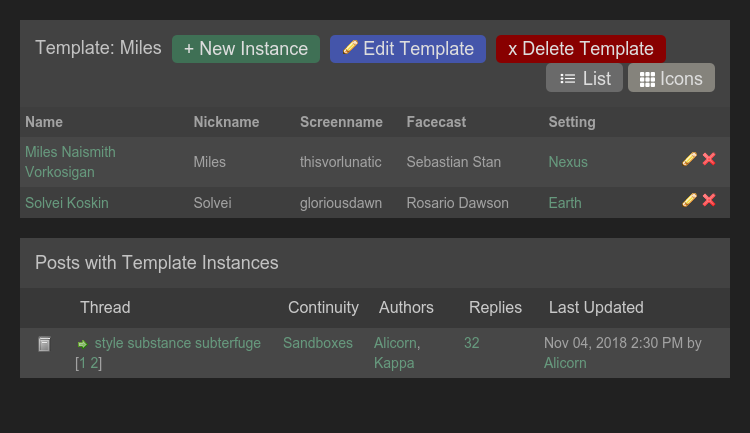 Template: Miles + New Instance Edit Template x Delete Template
List Icons
Name Nickname Screenname Facecast Setting
Miles Naismith
Vorkosigan Miles thisvorlunatic Sebastian Stan Nexus
Solvei Koskin Solvei gloriousdawn Rosario Dawson Earth
Posts with Template Instances
Thread Continuity Authors Replies Last Updated
style substance subterfuge Sandboxes Alicorn, 32 Nov 04, 2018 2:30 PM by
[1 2] Kappa Alicorn